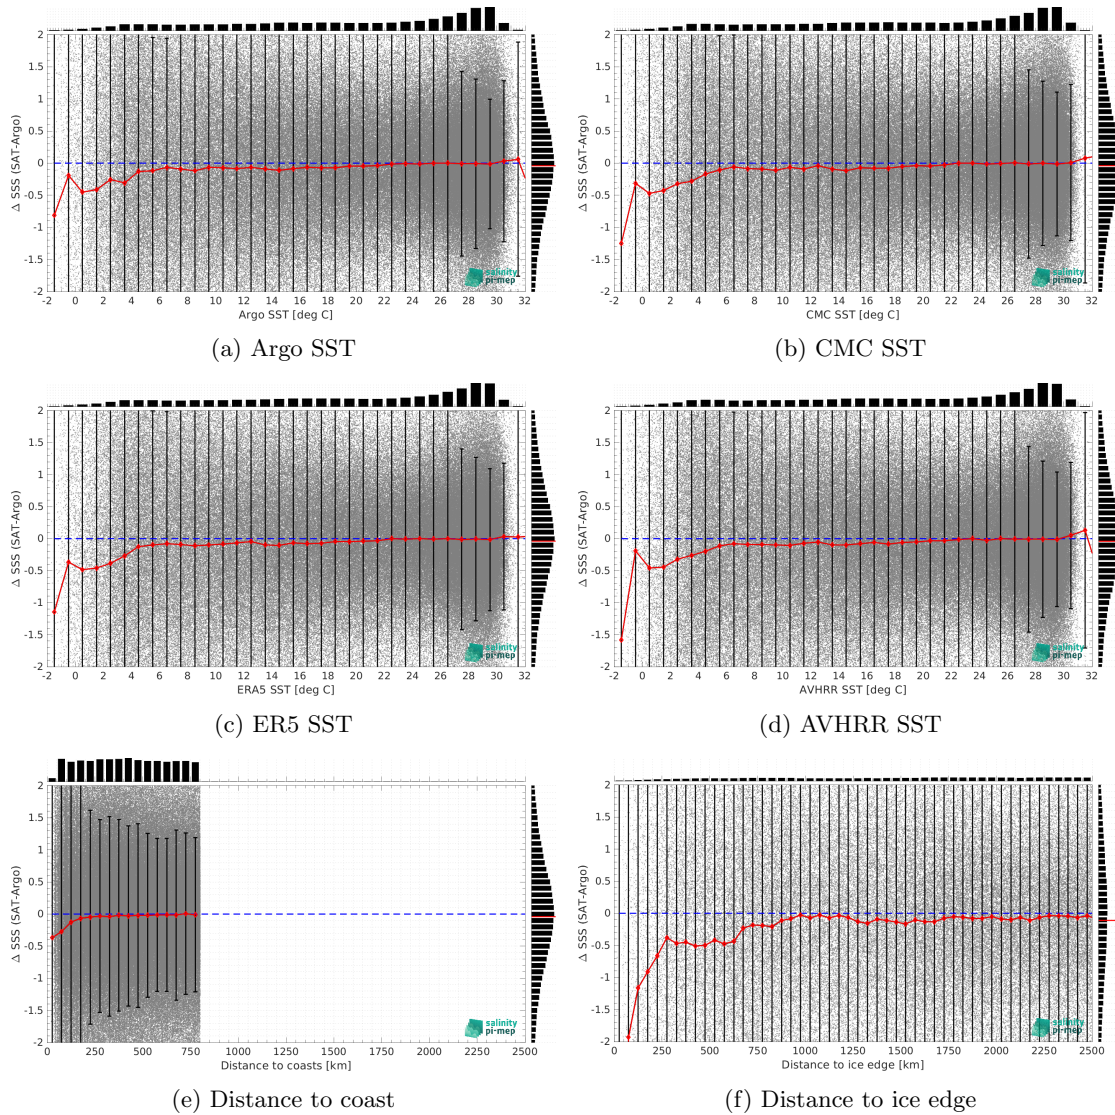 2
1.5
1
0.5
0
-0.5
-1
-1.5
-2
Δ SSS (SAT-Argo)
salinity
pi-mep
-2 0 2 4 6 8 10 12 14 16 18 20 22 24 26 28 30 32
Argo SST [deg C]
(a) Argo SST
2
1.5
1
0.5
0
-0.5
-1
-1.5
-2
Δ SSS (SAT-Argo)
salinity
pi-mep
-2 0 2 4 6 8 10 12 14 16 18 20 22 24 26 28 30 32
CMC SST [deg C]
(b) CMC SST
2
1.5
1
0.5
0
-0.5
-1
-1.5
-2
Δ SSS (SAT-Argo)
salinity
pi-mep
-2 0 2 4 6 8 10 12 14 16 18 20 22 24 26 28 30 32
ERA5 SST [deg C]
(c) ER5 SST
2
1.5
1
0.5
0
-0.5
-1
-1.5
-2
Δ SSS (SAT-Argo)
salinity
pi-mep
-2 0 2 4 6 8 10 12 14 16 18 20 22 24 26 28 30 32
AVHRR SST [deg C]
(d) AVHRR SST
2
1.5
1
0.5
0
-0.5
-1
-1.5
-2
Δ SSS (SAT-Argo)
salinity
pi-mep
0 250 500 750 1000 1250 1500 1750 2000 2250 2500
Distance to coasts [km]
(e) Distance to coast
2
1.5
1
0.5
0
-0.5
-1
-1.5
-2
Δ SSS (SAT-Argo)
salinity
pi-mep
0 250 500 750 1000 1250 1500 1750 2000 2250 2500
Distance to ice edge [km]
(f) Distance to ice edge